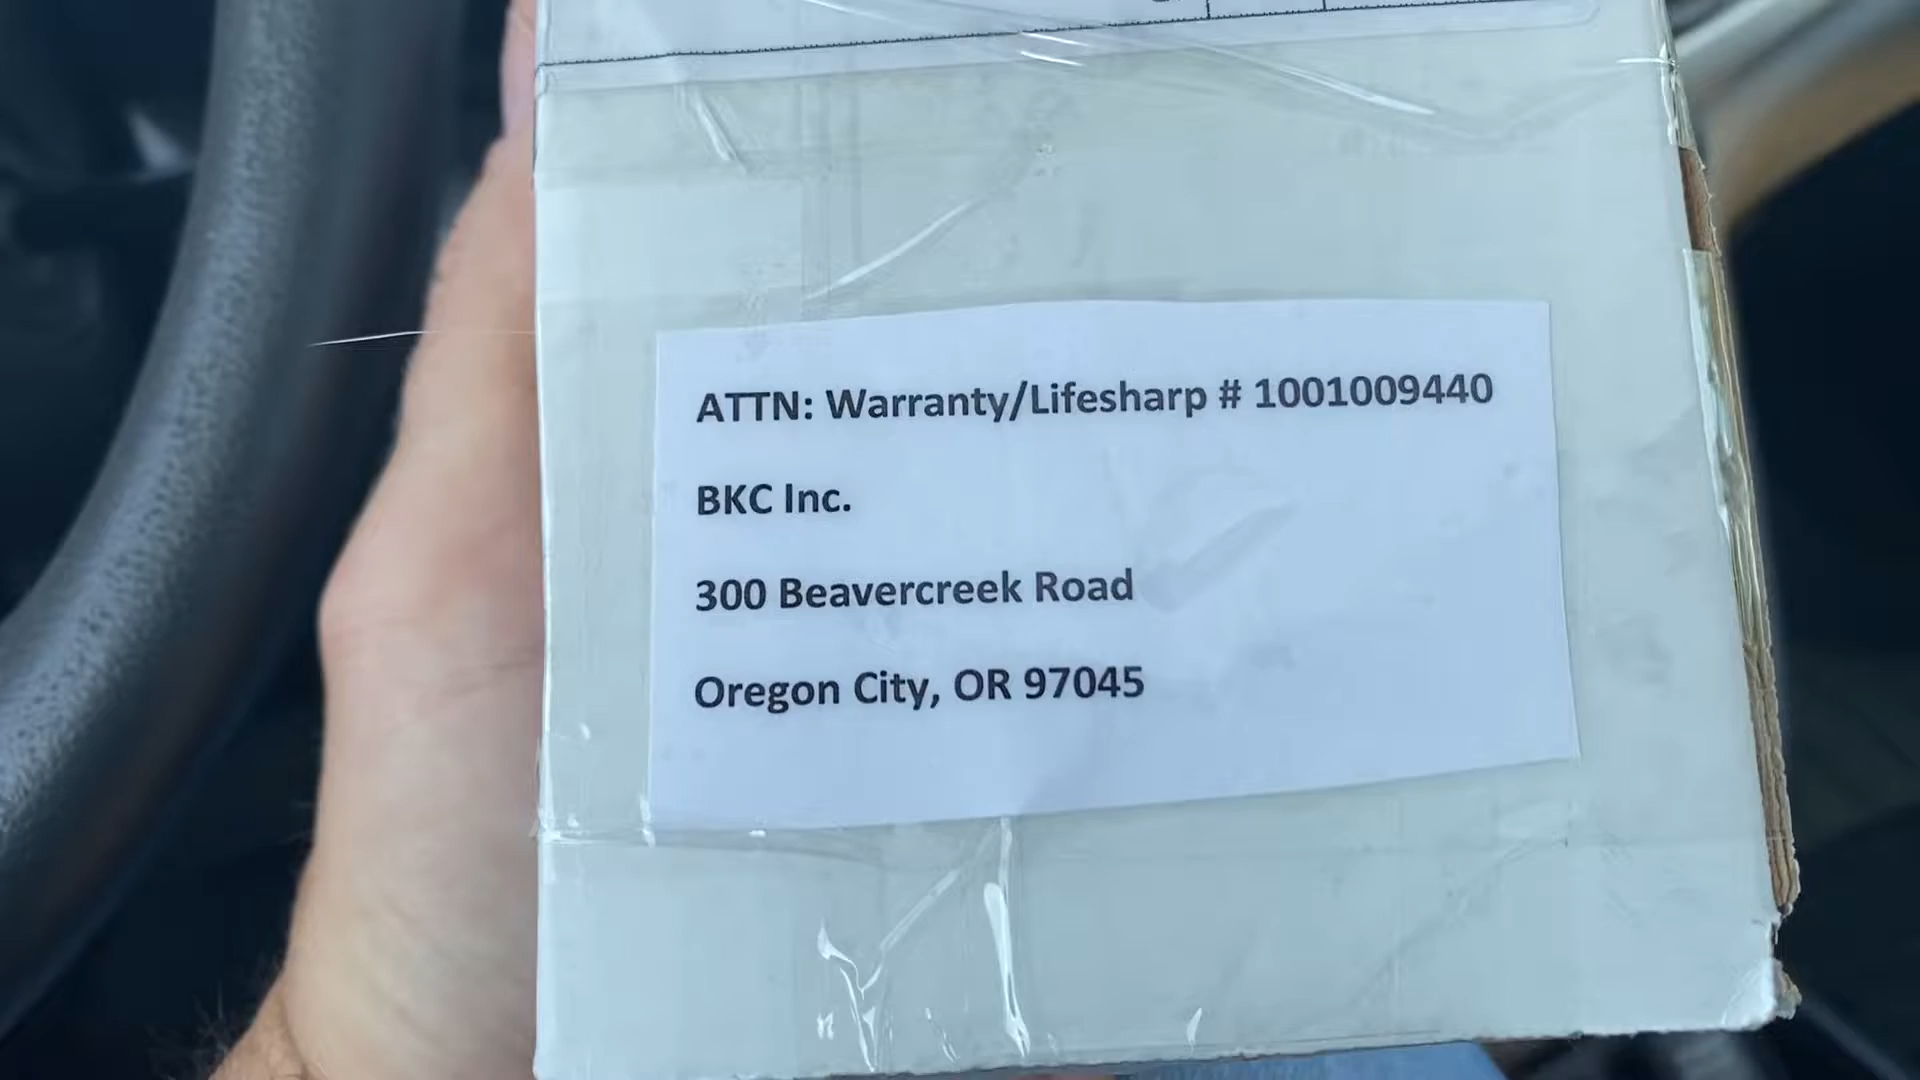 ATTN: Warranty/Lifesharp # 1001009440
BKC Inc.
300 Beavercreek Road
Oregon City, OR 97045